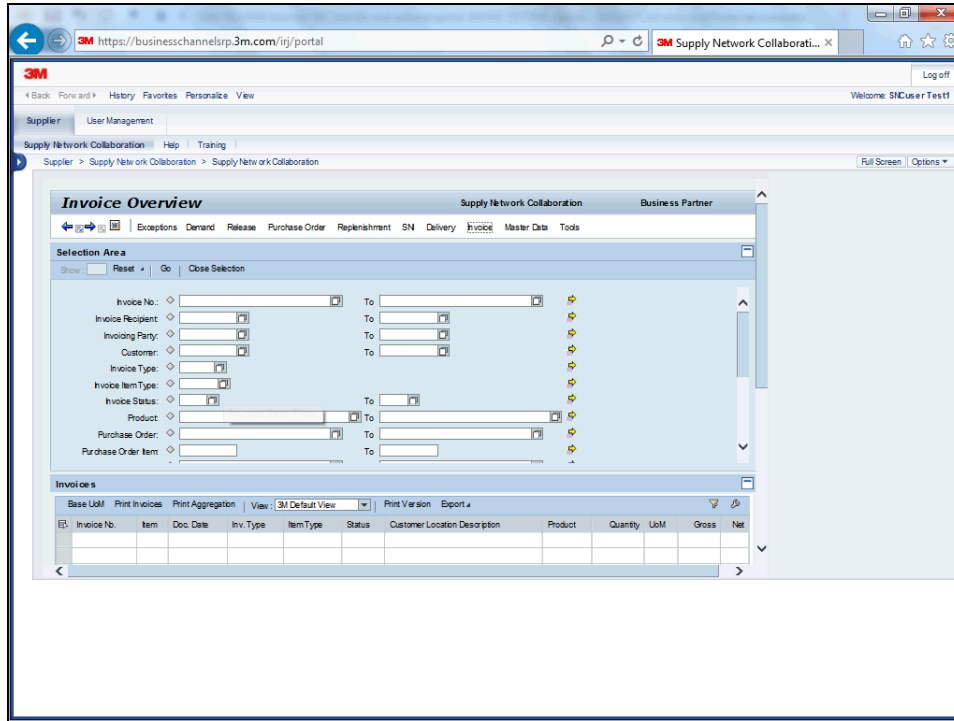 3M https://businesschannelsrp.3m.com/irj/portal
3M Supply Network Collaborati... ×
3M
Log off
Back Forward History Favorites Personalize View
Welcome: SNCuser Test1
Supplier User Management
Supply Network Collaboration Help Training
Supplier > Supply Network Collaboration > Supply Network Collaboration
Full Screen Options
Invoice Overview Supply Network Collaboration Business Partner
Exceptions Demand Release Purchase Order Replenishment SN Delivery Invoice Master Data Tools
Selection Area
Show: Reset Go Close Selection
Invoice No.: To
Invoice Recipient: To
Invoicing Party: To
Customer: To
Invoice Type:
Invoice Item Type:
Invoice Status: To
Product: To
Purchase Order: To
Purchase Order Item: To
Invoices
Base UoM Print Invoices Print Aggregation View: 3M Default View Print Version Export
Invoice No. Item Doc. Date Inv. Type Item Type Status Customer Location Description Product Quantity UoM Gross Net